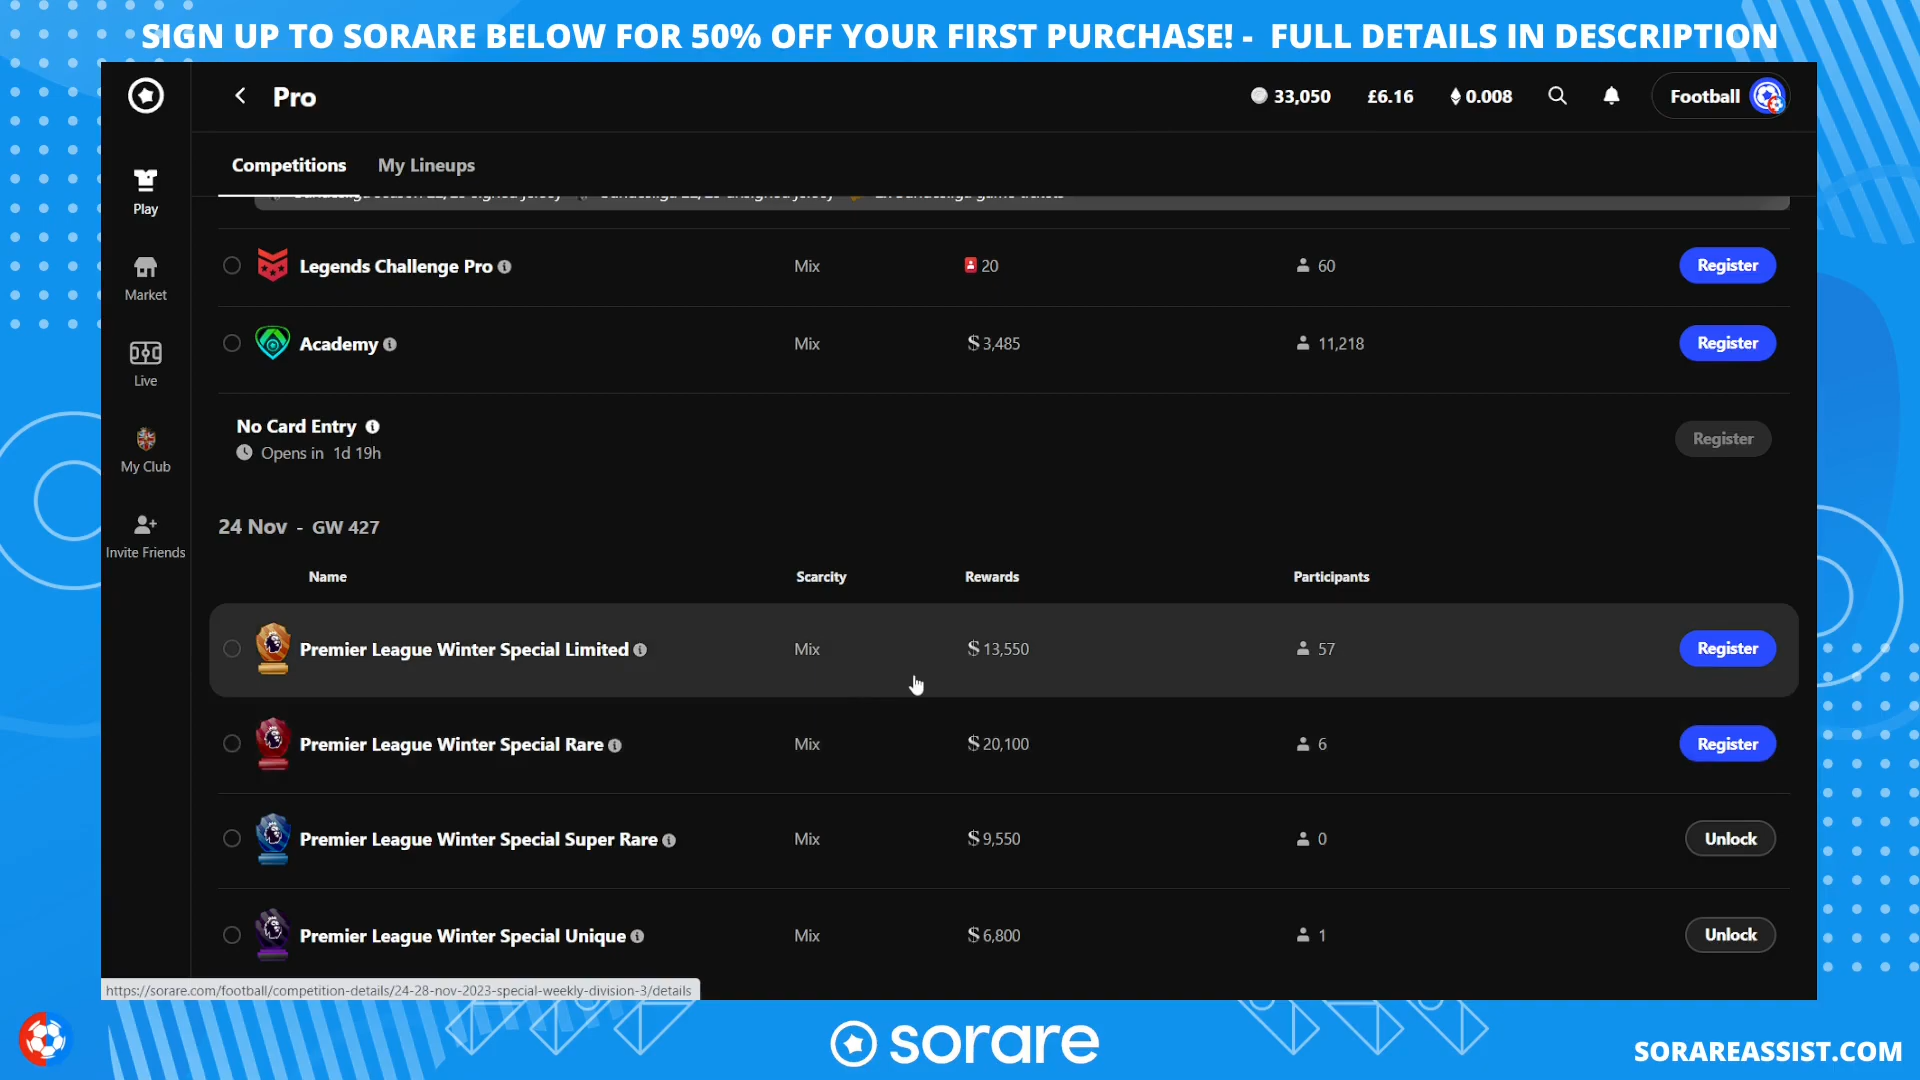 SIGN UP TO SORARE BELOW FOR 50% OFF YOUR FIRST PURCHASE! - FULL DETAILS IN DESCRIPTION
Pro
33,050 £6.16 0.008 Football
Competitions My Lineups
Play
Market
Live
My Club
Invite Friends
Legends Challenge Pro Mix 20 60 Register
Academy Mix $ 3,485 11,218 Register
No Card Entry
Opens in 1d 19h
Register
24 Nov - GW 427
Name Scarcity Rewards Participants
Premier League Winter Special Limited Mix $ 13,550 57 Register
Premier League Winter Special Rare Mix $ 20,100 6 Register
Premier League Winter Special Super Rare Mix $ 9,550 0 Unlock
Premier League Winter Special Unique Mix $ 6,800 1 Unlock
https://sorare.com/football/competition-details/24-28-nov-2023-special-weekly-division-3/details
sorare
SORAREASSIST.COM